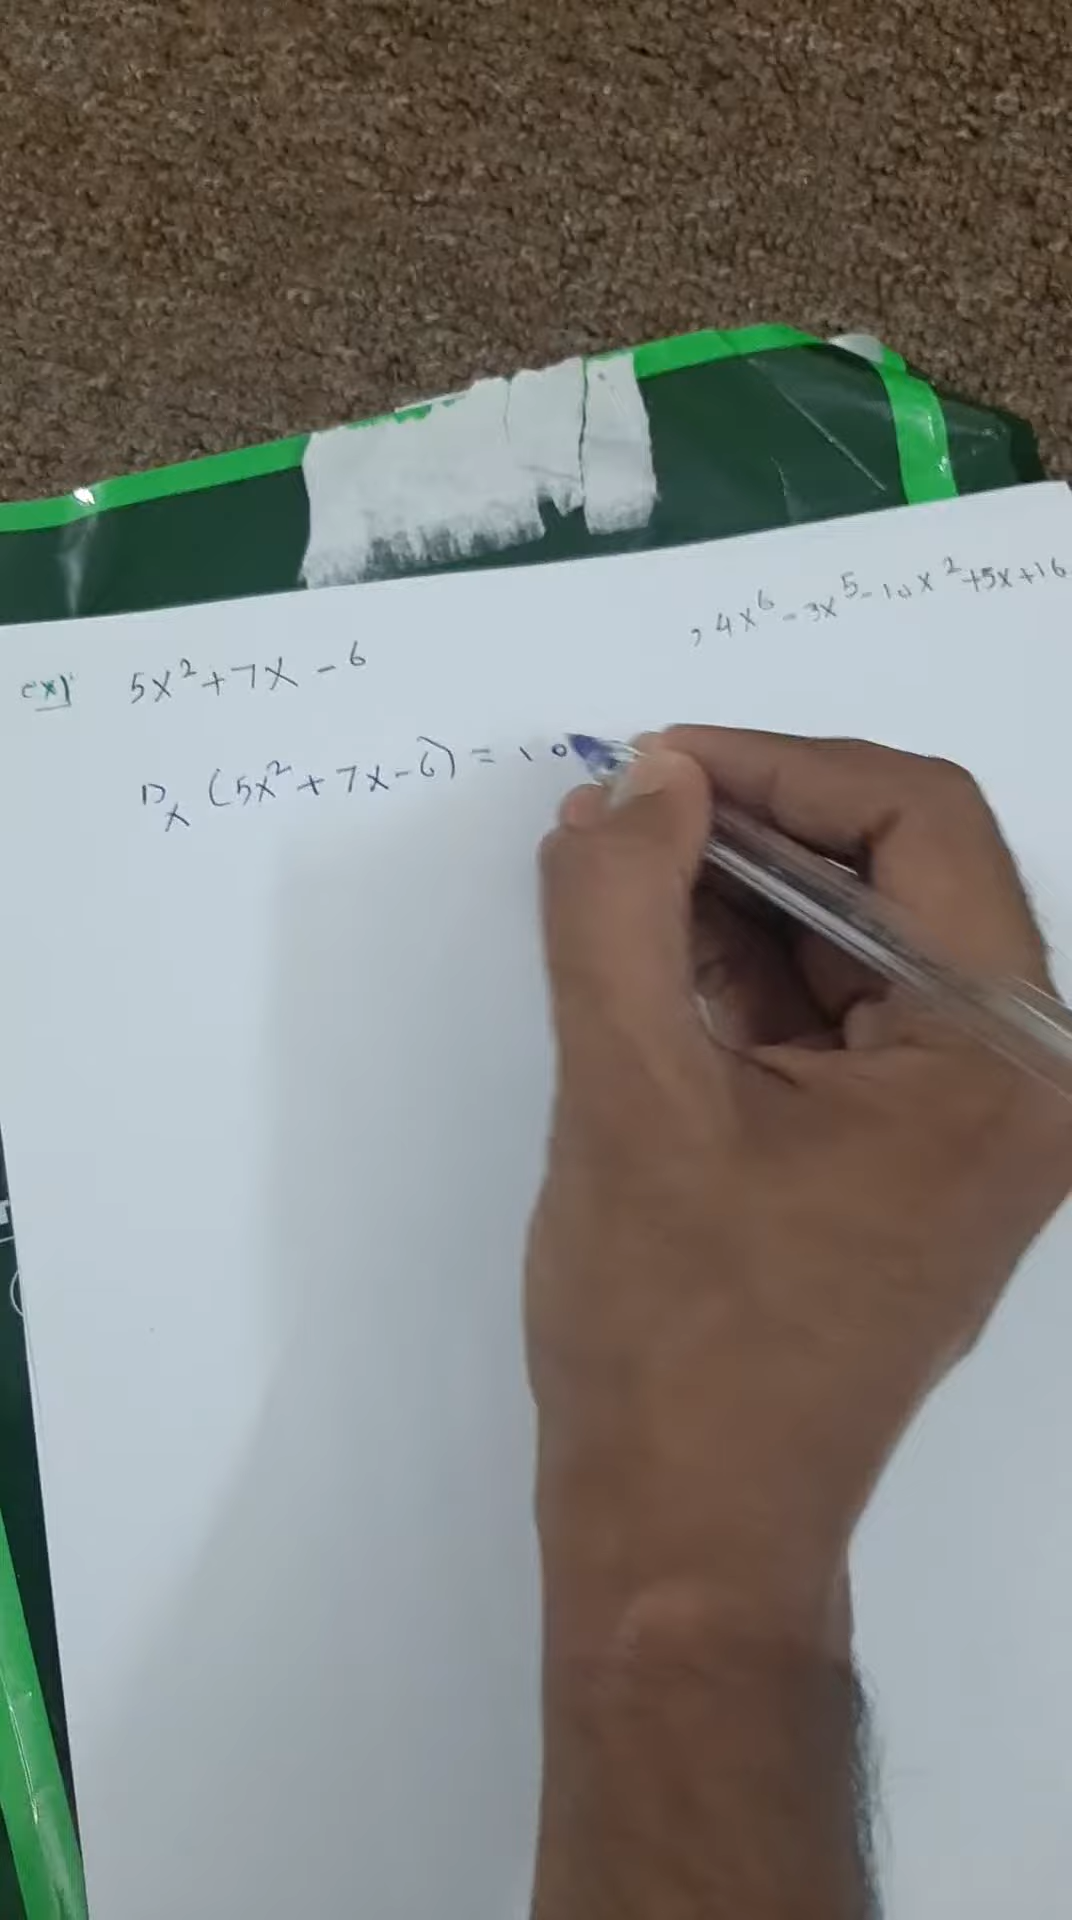 ex) 5x²+7x-6 , 4x⁶-3x⁵-10x²+5x+16
Dx (5x²+7x-6) = 10